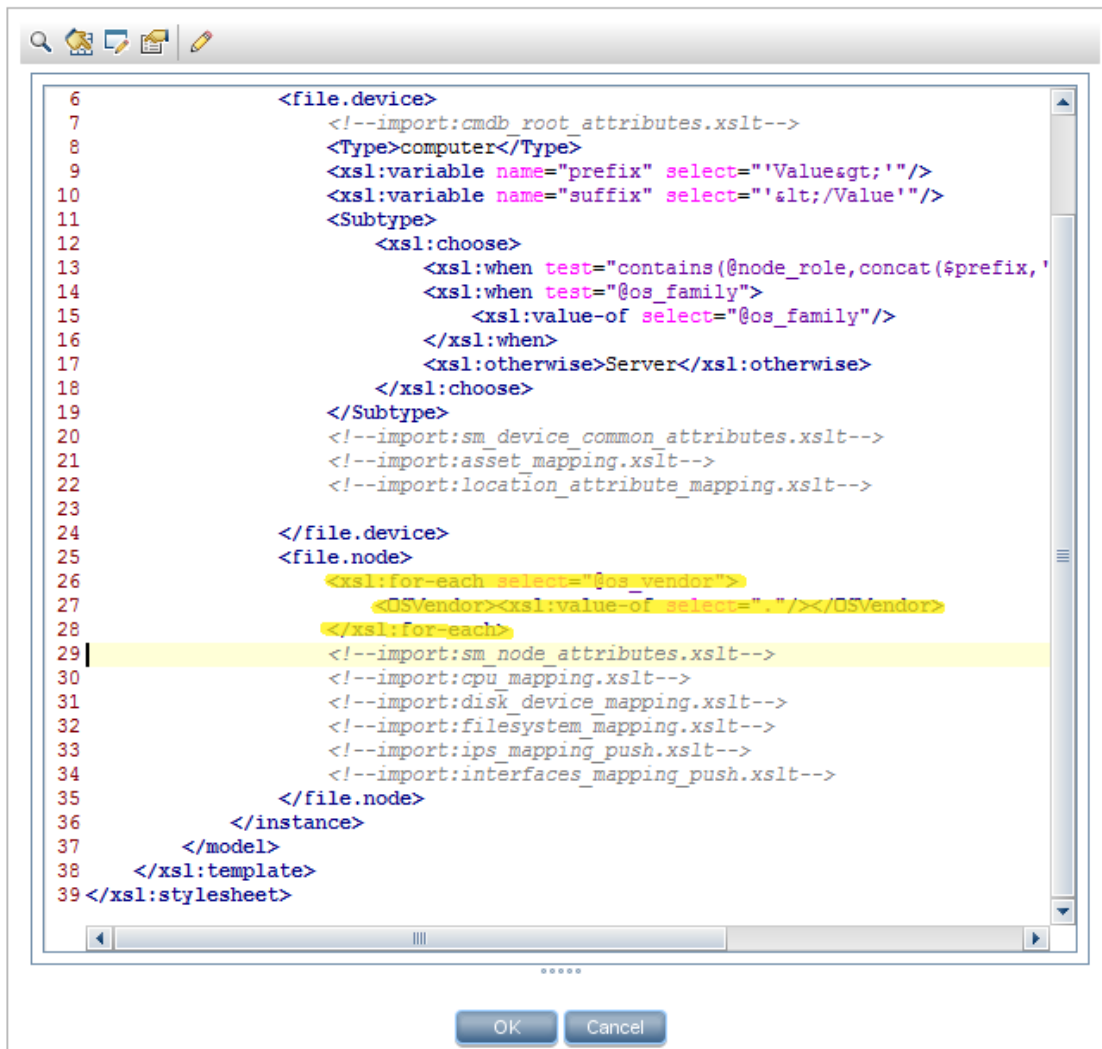 6 <file.device>
7 <!--import:cmdb_root_attributes.xslt-->
8 <Type>computer</Type>
9 <xsl:variable name="prefix" select="'Value&gt;'"/>
10 <xsl:variable name="suffix" select="'&lt;/Value'"/>
11 <Subtype>
12 <xsl:choose>
13 <xsl:when test="contains(@node_role,concat($prefix,'
14 <xsl:when test="@os_family">
15 <xsl:value-of select="@os_family"/>
16 </xsl:when>
17 <xsl:otherwise>Server</xsl:otherwise>
18 </xsl:choose>
19 </Subtype>
20 <!--import:sm_device_common_attributes.xslt-->
21 <!--import:asset_mapping.xslt-->
22 <!--import:location_attribute_mapping.xslt-->
23
24 </file.device>
25 <file.node>
26 <xsl:for-each select="@os_vendor">
27 <OSVendor><xsl:value-of select="."/></OSVendor>
28 </xsl:for-each>
29 <!--import:sm_node_attributes.xslt-->
30 <!--import:cpu_mapping.xslt-->
31 <!--import:disk_device_mapping.xslt-->
32 <!--import:filesystem_mapping.xslt-->
33 <!--import:ips_mapping_push.xslt-->
34 <!--import:interfaces_mapping_push.xslt-->
35 </file.node>
36 </instance>
37 </model>
38 </xsl:template>
39 </xsl:stylesheet>
OK Cancel